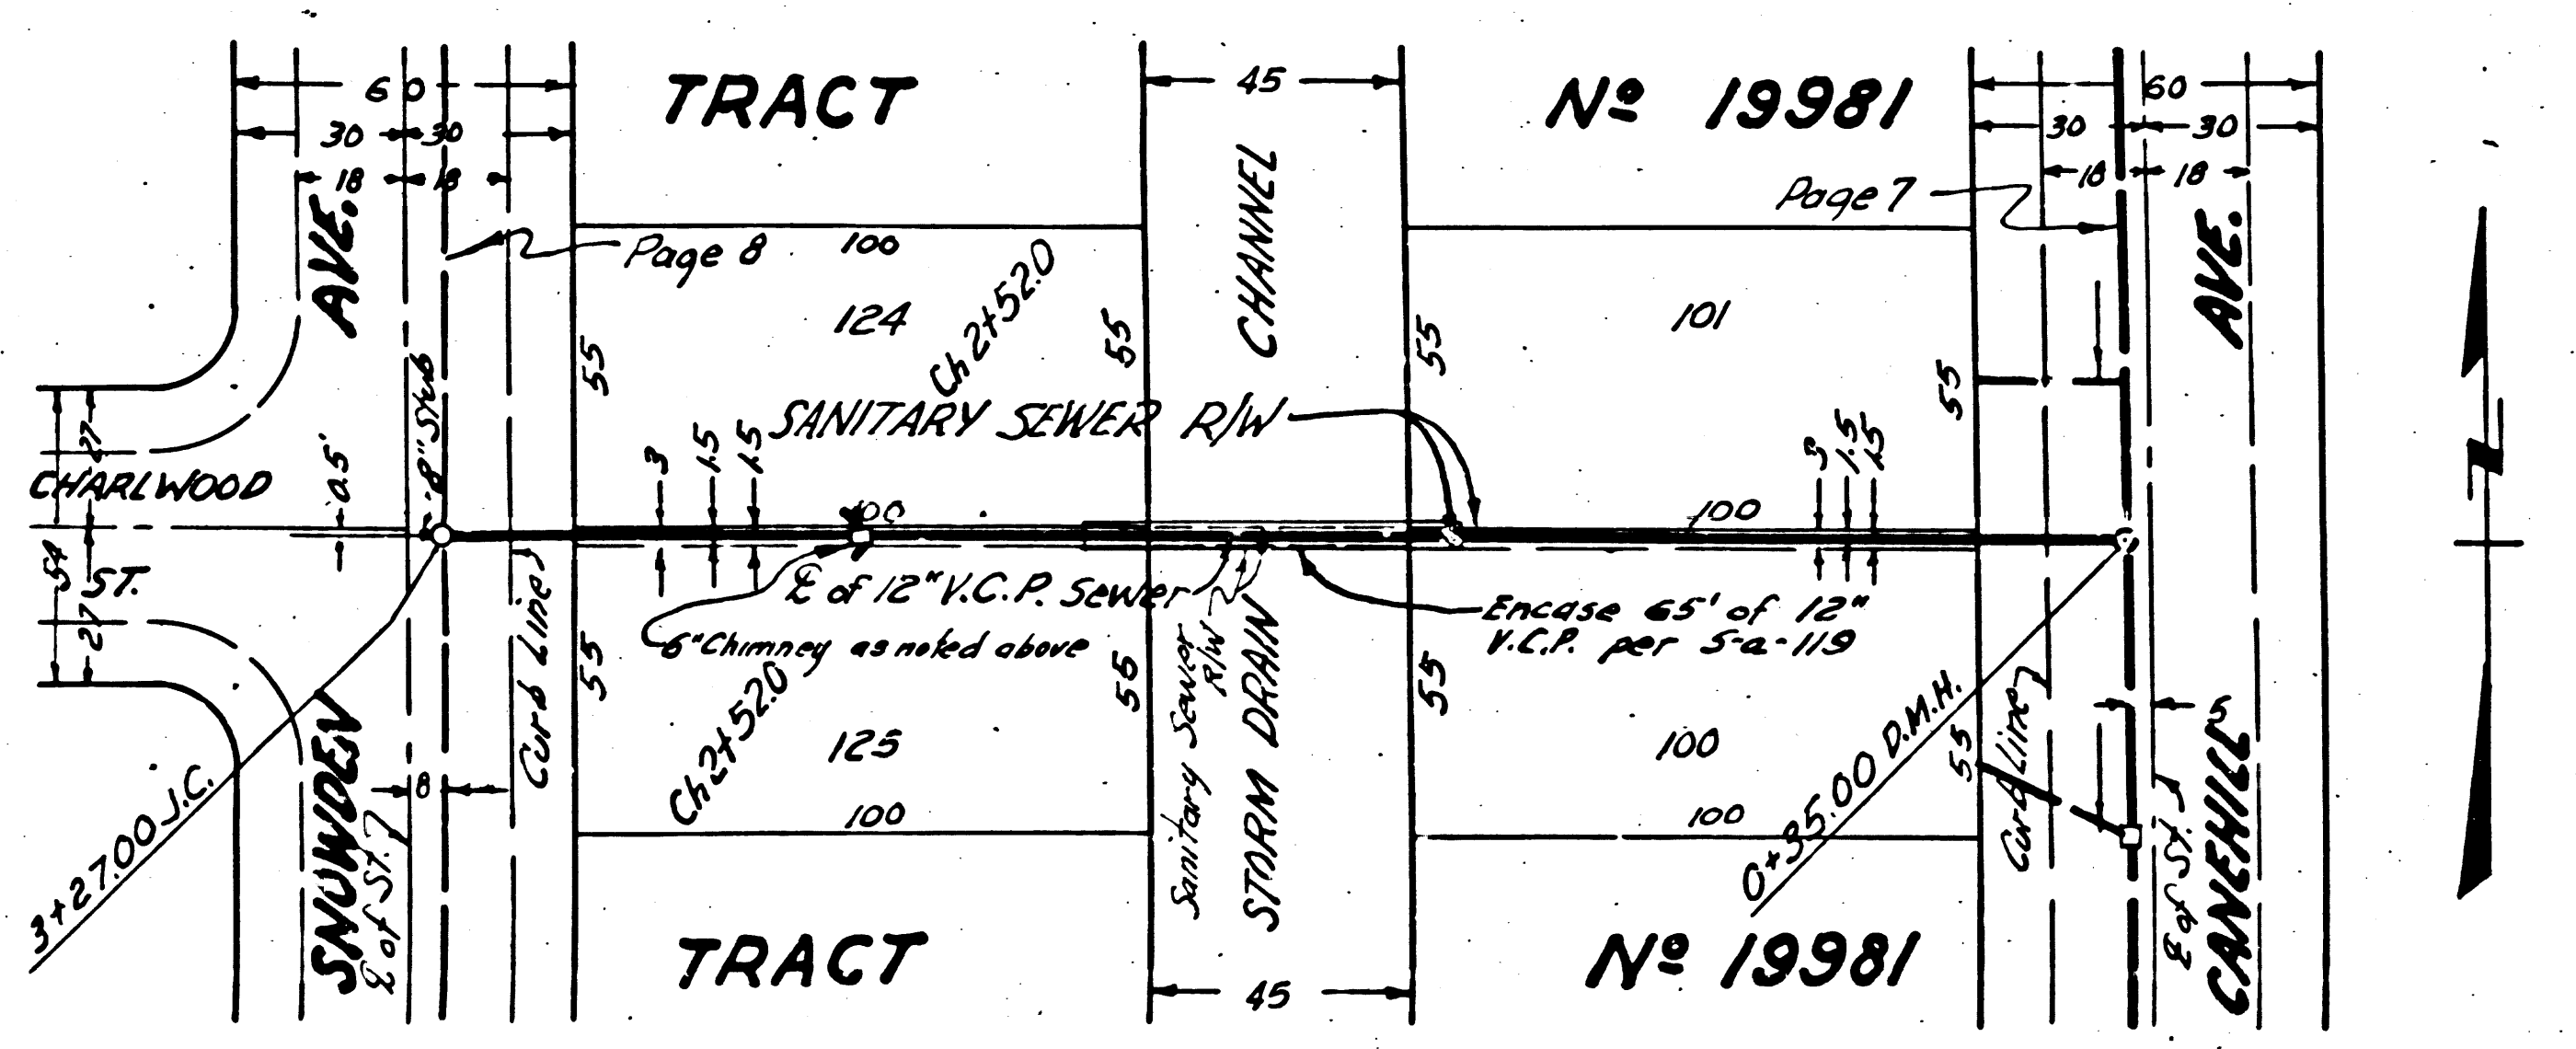 60
TRACT
45
Nº 19981
60
30
30
30
30
18
18
18
18
Page 7
AVE.
Page 8
100
CHANNEL
AVE.
124
Ch 2+52.0
101
55
55
55
55
8" Stub
SANITARY SEWER R/W
27
0.5'
3
1.5
1.5
3
1.5
1.5
CHARLWOOD
100
100
54
ST.
27
℄ of 12" V.C.P. Sewer
Encase 65' of 12"
V.C.P. per S-a-119
6" Chimney as noted above
Curb Line
55
55
Sanitary Sewer
R/W
STORM DRAIN
55
55
Ch 2+52.0
125
100
100
100
Curb Line
5
8
3+27.00 J.C.
SNOWDEN
℄ of St.
0+35.00 D.M.H.
℄ of St.
CANEHILL
TRACT
45
Nº 19981
N